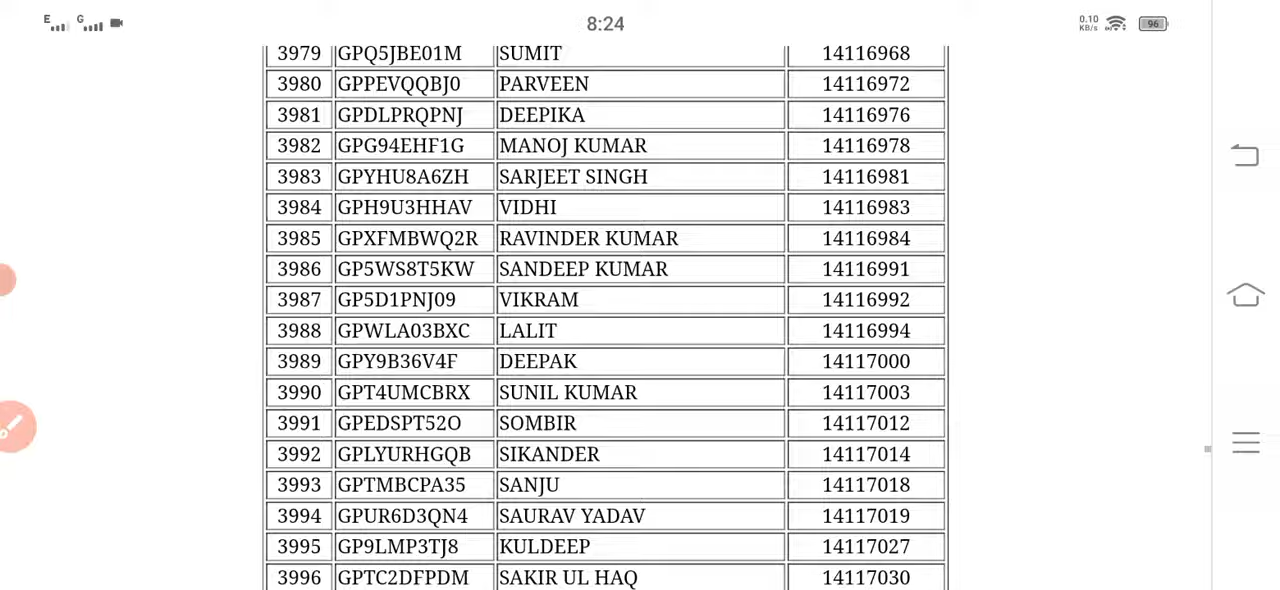 E G 8:24 0.10 KB/s 96
3979 GPQ5JBE01M SUMIT 14116968
3980 GPPEVQQBJ0 PARVEEN 14116972
3981 GPDLPRQPNJ DEEPIKA 14116976
3982 GPG94EHF1G MANOJ KUMAR 14116978
3983 GPYHU8A6ZH SARJEET SINGH 14116981
3984 GPH9U3HHAV VIDHI 14116983
3985 GPXFMBWQ2R RAVINDER KUMAR 14116984
3986 GP5WS8T5KW SANDEEP KUMAR 14116991
3987 GP5D1PNJ09 VIKRAM 14116992
3988 GPWLA03BXC LALIT 14116994
3989 GPY9B36V4F DEEPAK 14117000
3990 GPT4UMCBRX SUNIL KUMAR 14117003
3991 GPEDSPT52O SOMBIR 14117012
3992 GPLYURHGQB SIKANDER 14117014
3993 GPTMBCPA35 SANJU 14117018
3994 GPUR6D3QN4 SAURAV YADAV 14117019
3995 GP9LMP3TJ8 KULDEEP 14117027
3996 GPTC2DFPDM SAKIR UL HAQ 14117030